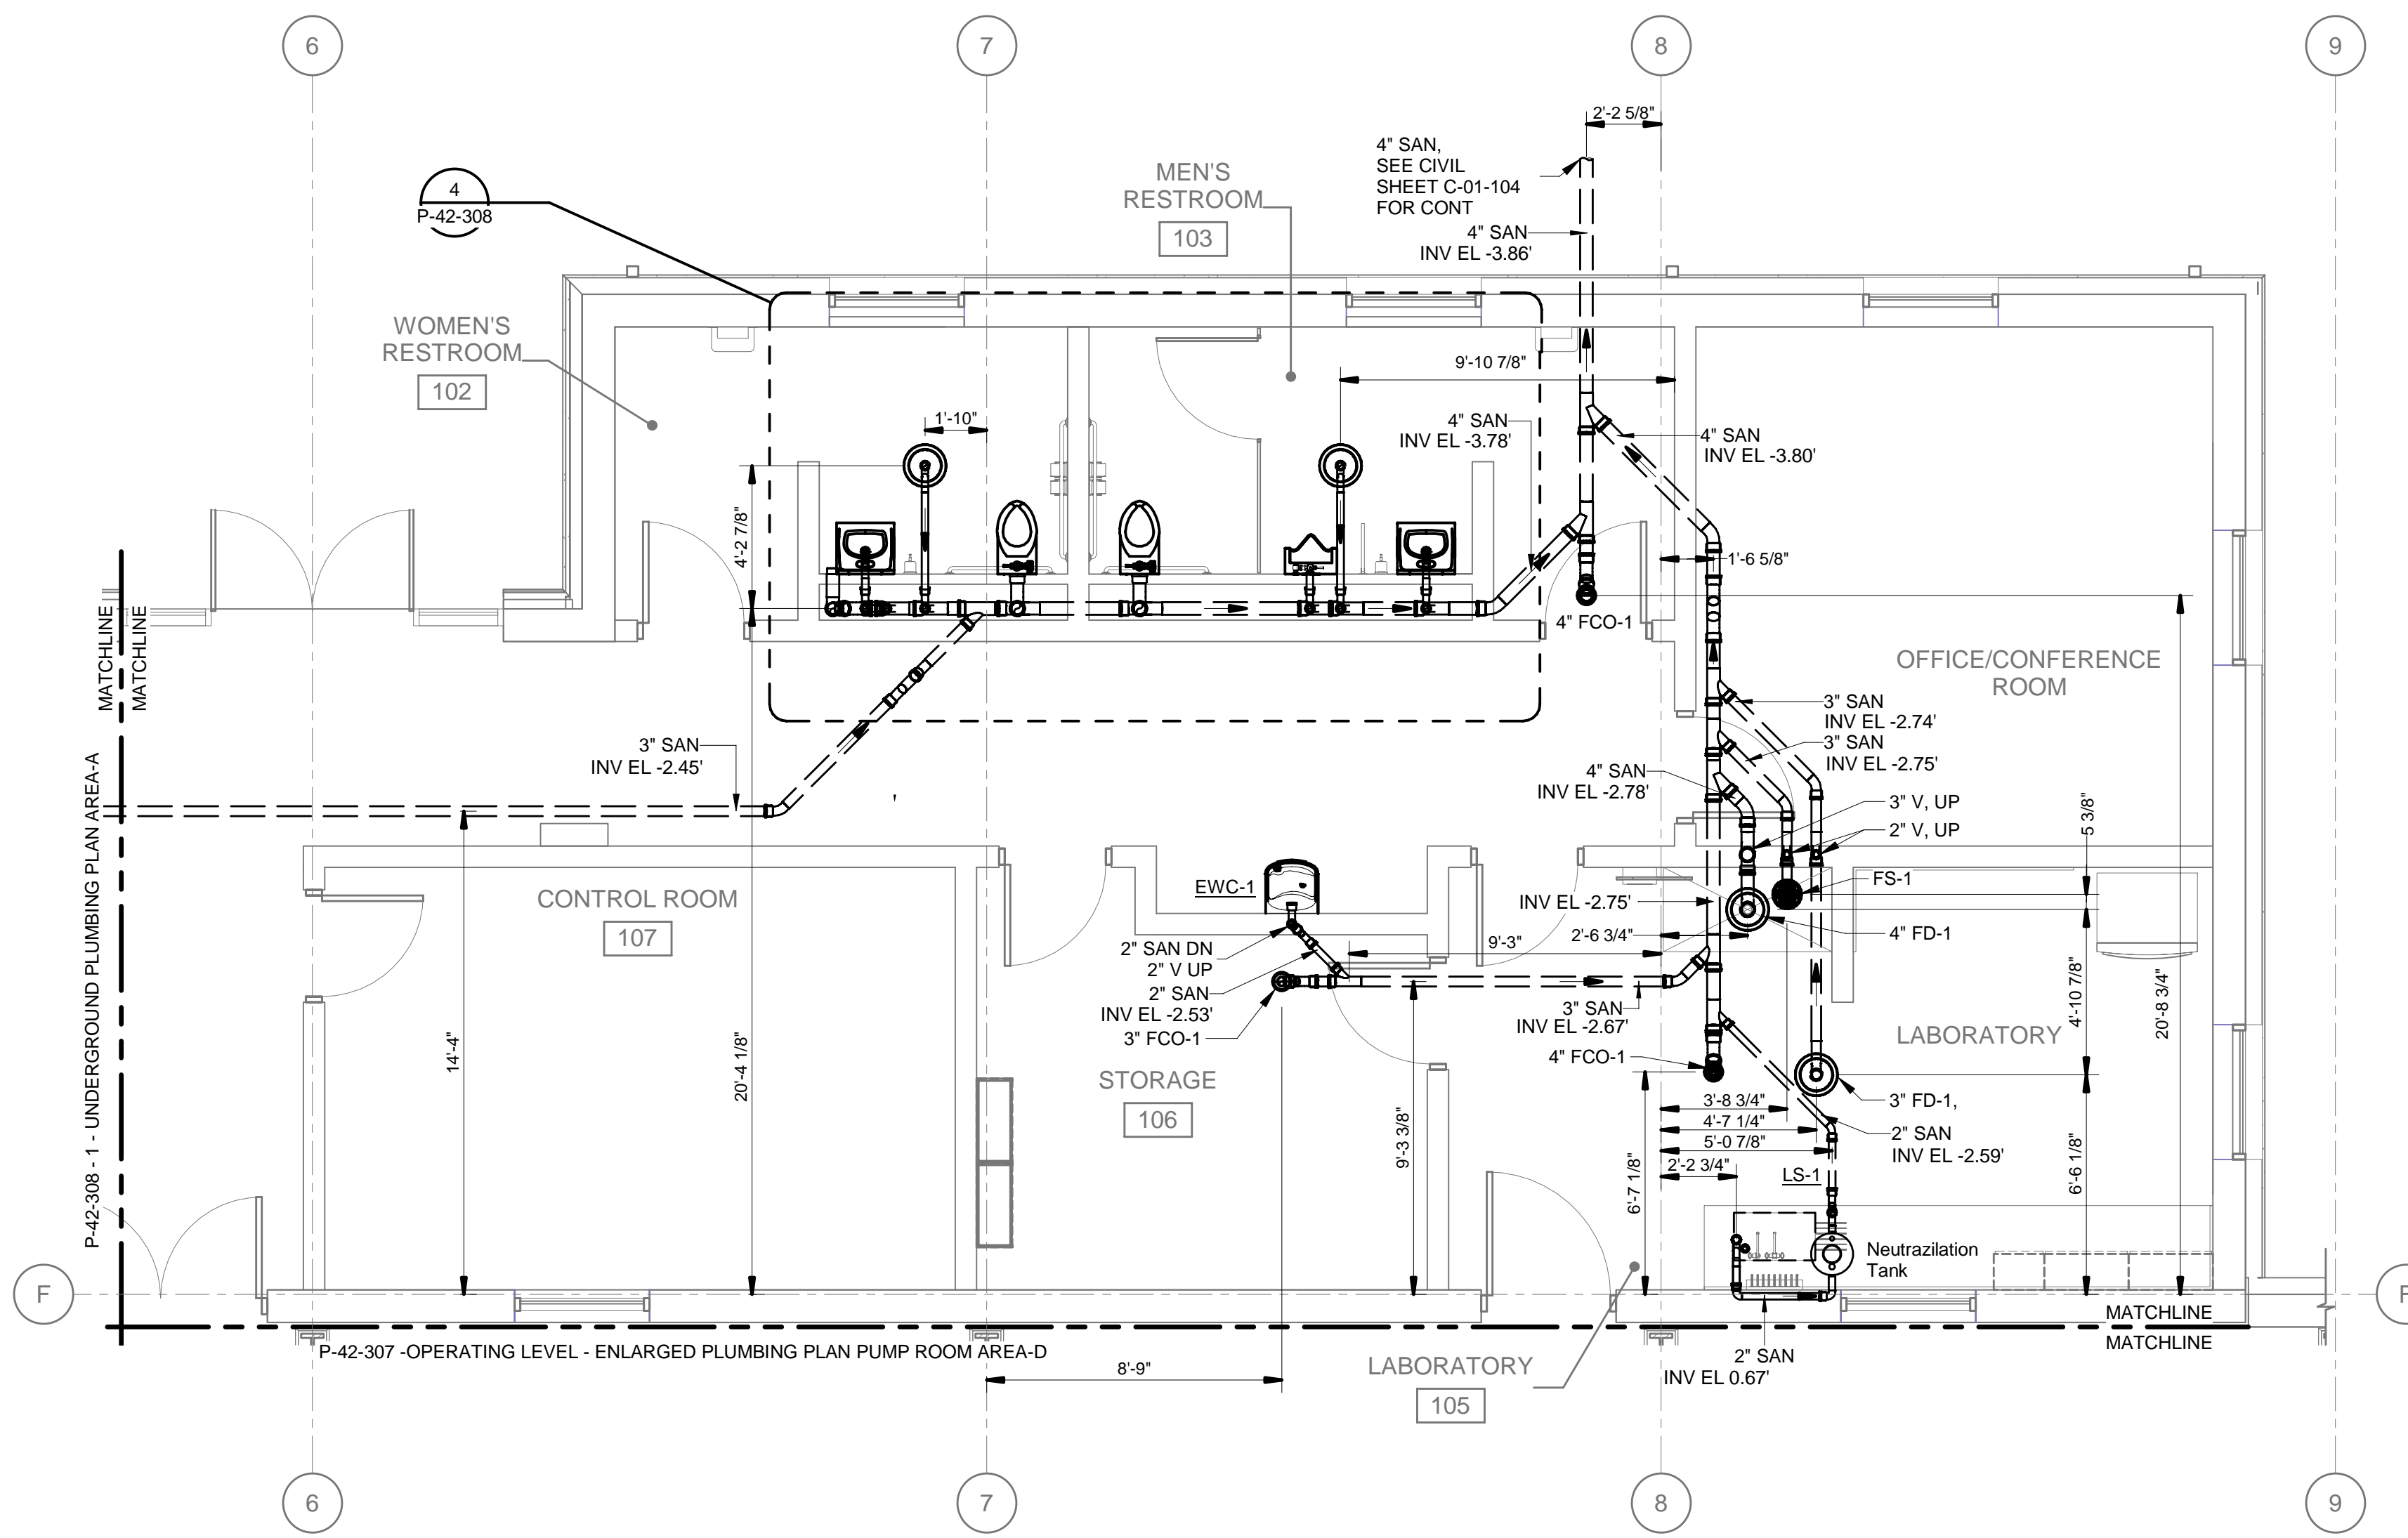 6
7
8
9
2'-2 5/8"
4" SAN,
SEE CIVIL
SHEET C-01-104
FOR CONT
4" SAN
INV EL -3.86'
MEN'S
RESTROOM
103
4
P-42-308
WOMEN'S
RESTROOM
102
9'-10 7/8"
1'-10"
4" SAN
INV EL -3.78'
4" SAN
INV EL -3.80'
4'-2 7/8"
1'-6 5/8"
4" FCO-1
MATCHLINE
MATCHLINE
OFFICE/CONFERENCE
ROOM
3" SAN
INV EL -2.74'
3" SAN
INV EL -2.75'
3" SAN
INV EL -2.45'
4" SAN
INV EL -2.78'
3" V, UP
2" V, UP
5 3/8"
P-42-308 - 1 - UNDERGROUND PLUMBING PLAN AREA-A
CONTROL ROOM
107
EWC-1
FS-1
INV EL -2.75'
4" FD-1
2'-6 3/4"
9'-3"
2" SAN DN
2" V UP
2" SAN
INV EL -2.53'
3" FCO-1
3" SAN
INV EL -2.67'
4" FCO-1
4'-10 7/8"
20'-8 3/4"
LABORATORY
14'-4"
20'-4 1/8"
STORAGE
106
9'-3 3/8"
3'-8 3/4"
4'-7 1/4"
5'-0 7/8"
2'-2 3/4"
3" FD-1,
2" SAN
INV EL -2.59'
LS-1
6'-7 1/8"
6'-6 1/8"
Neutrazilation
Tank
F
F
MATCHLINE
MATCHLINE
P-42-307 -OPERATING LEVEL - ENLARGED PLUMBING PLAN PUMP ROOM AREA-D
8'-9"
2" SAN
INV EL 0.67'
LABORATORY
105
6
7
8
9